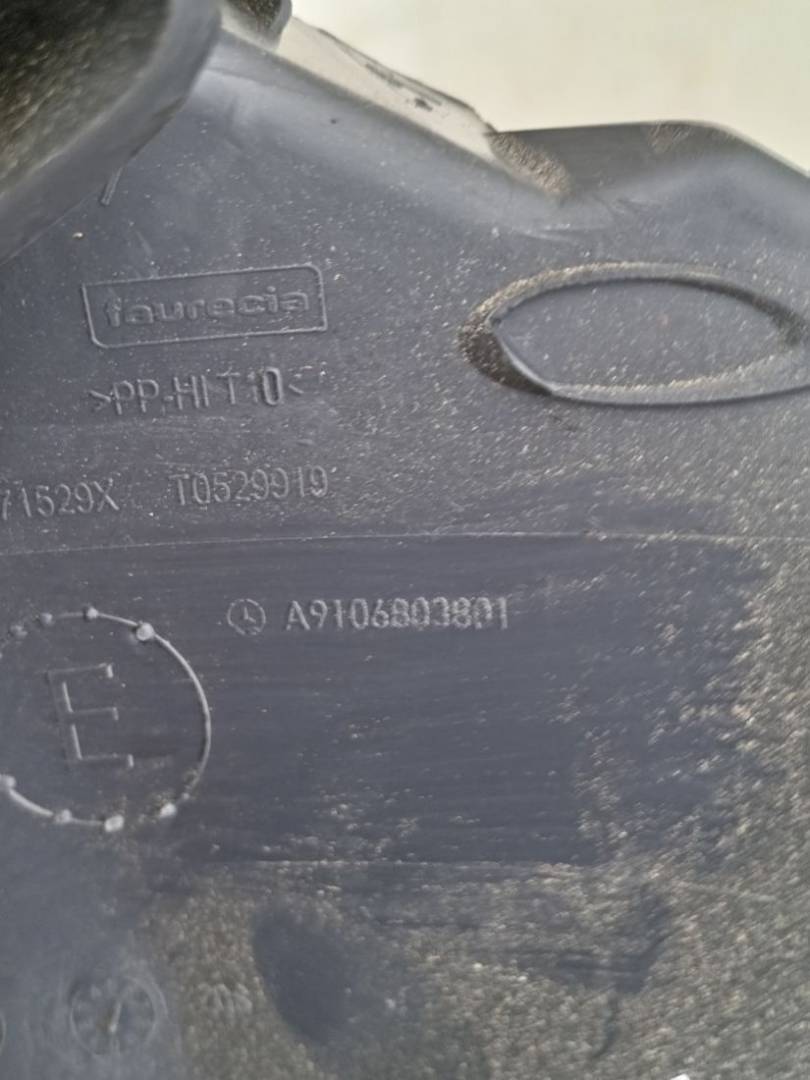 faurecia
>PP-HI T10<
71529X T0529919
A9106803801
E